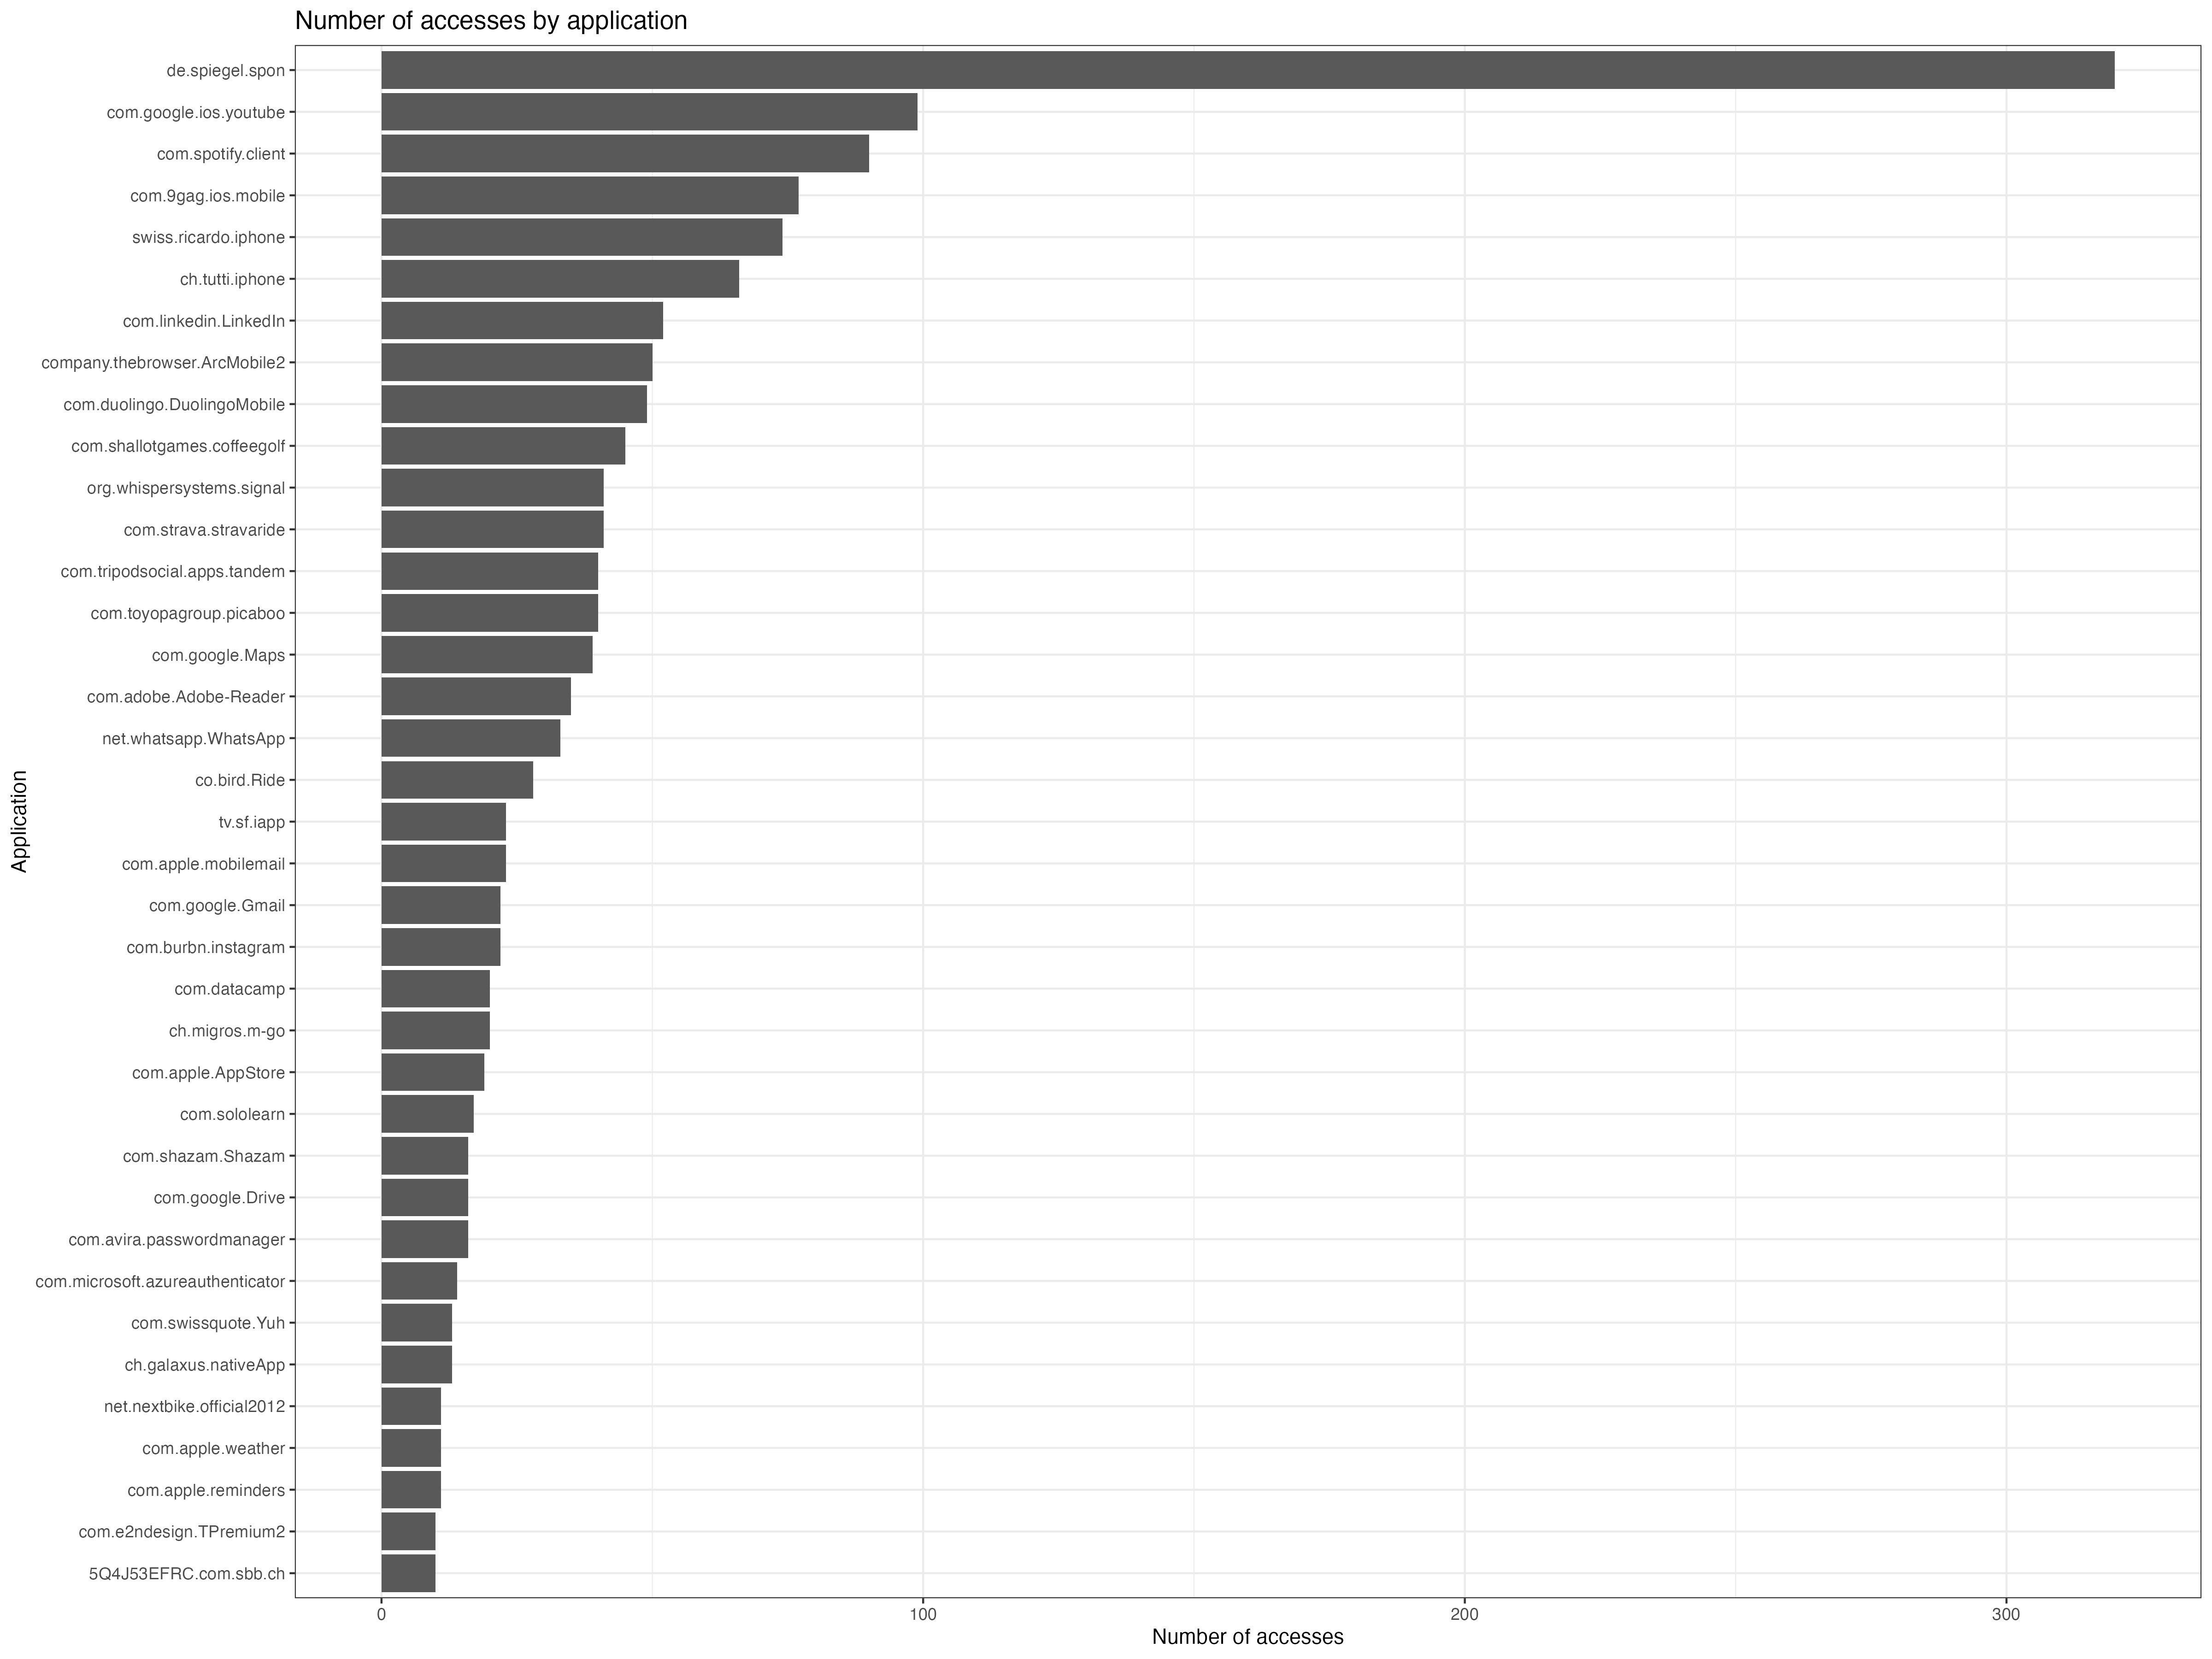 Number of accesses by application
de.spiegel.spon
com.google.ios.youtube
com.spotify.client
com.9gag.ios.mobile
swiss.ricardo.iphone
ch.tutti.iphone
com.linkedin.LinkedIn
company.thebrowser.ArcMobile2
com.duolingo.DuolingoMobile
com.shallotgames.coffeegolf
org.whispersystems.signal
com.strava.stravaride
com.tripodsocial.apps.tandem
com.toyopagroup.picaboo
com.google.Maps
com.adobe.Adobe-Reader
net.whatsapp.WhatsApp
co.bird.Ride
tv.sf.iapp
com.apple.mobilemail
com.google.Gmail
com.burbn.instagram
com.datacamp
ch.migros.m-go
com.apple.AppStore
com.sololearn
com.shazam.Shazam
com.google.Drive
com.avira.passwordmanager
com.microsoft.azureauthenticator
com.swissquote.Yuh
ch.galaxus.nativeApp
net.nextbike.official2012
com.apple.weather
com.apple.reminders
com.e2ndesign.TPremium2
5Q4J53EFRC.com.sbb.ch
Application
0 100 200 300
Number of accesses